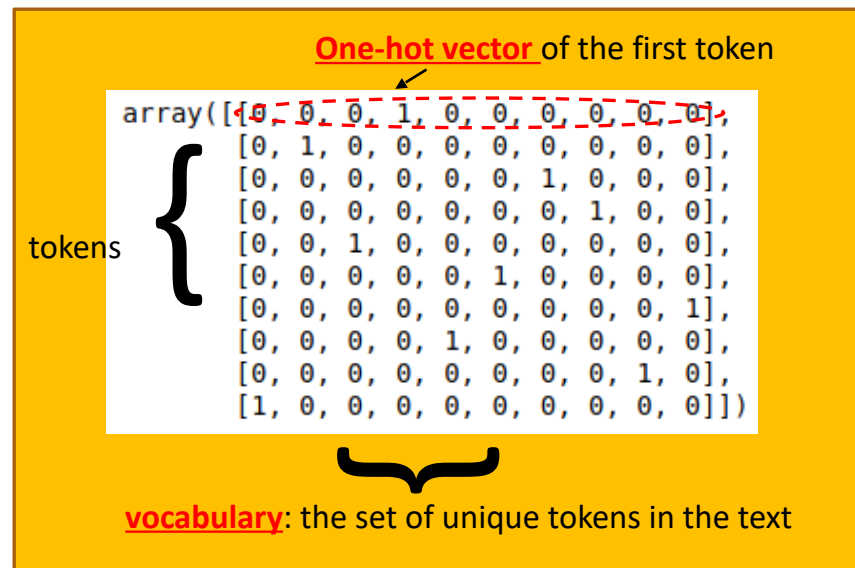 One-hot vector of the first token
array([[0, 0, 0, 1, 0, 0, 0, 0, 0, 0],
[0, 1, 0, 0, 0, 0, 0, 0, 0, 0],
[0, 0, 0, 0, 0, 0, 1, 0, 0, 0],
[0, 0, 0, 0, 0, 0, 0, 1, 0, 0],
tokens
[0, 0, 1, 0, 0, 0, 0, 0, 0, 0],
[0, 0, 0, 0, 0, 1, 0, 0, 0, 0],
[0, 0, 0, 0, 0, 0, 0, 0, 0, 1],
[0, 0, 0, 0, 1, 0, 0, 0, 0, 0],
[0, 0, 0, 0, 0, 0, 0, 0, 1, 0],
[1, 0, 0, 0, 0, 0, 0, 0, 0, 0]])
vocabulary: the set of unique tokens in the text